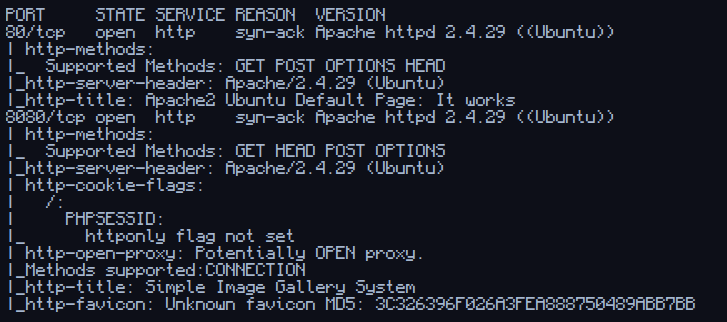 PORT     STATE SERVICE REASON  VERSION
80/tcp   open  http    syn-ack Apache httpd 2.4.29 ((Ubuntu))
| http-methods:
|_  Supported Methods: GET POST OPTIONS HEAD
|_http-server-header: Apache/2.4.29 (Ubuntu)
|_http-title: Apache2 Ubuntu Default Page: It works
8080/tcp open  http    syn-ack Apache httpd 2.4.29 ((Ubuntu))
| http-methods:
|_  Supported Methods: GET HEAD POST OPTIONS
|_http-server-header: Apache/2.4.29 (Ubuntu)
| http-cookie-flags:
|   /:
|     PHPSESSID:
|_      httponly flag not set
| http-open-proxy: Potentially OPEN proxy.
|_Methods supported:CONNECTION
|_http-title: Simple Image Gallery System
|_http-favicon: Unknown favicon MD5: 3C326396F026A3FEA888750489ABB7BB